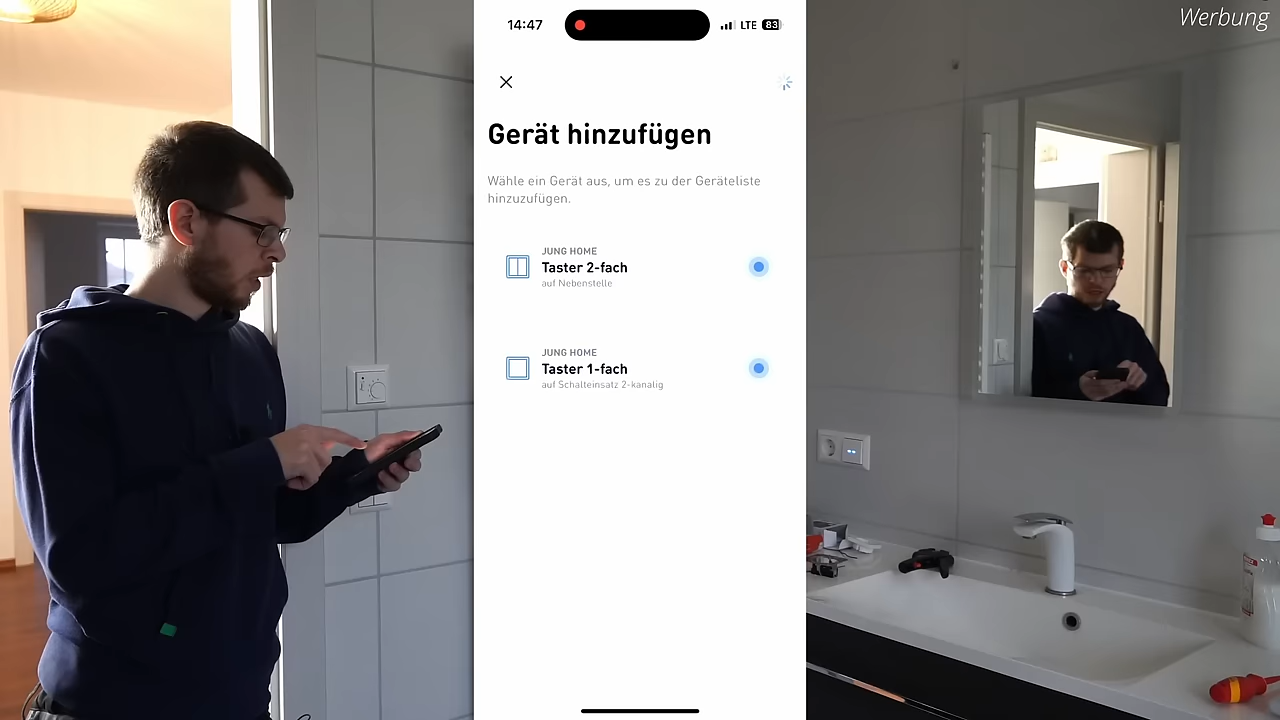 Werbung
14:47
LTE 83
Gerät hinzufügen
Wähle ein Gerät aus, um es zu der Geräteliste
hinzuzufügen.
JUNG HOME
Taster 2-fach
auf Nebenstelle
JUNG HOME
Taster 1-fach
auf Schalteinsatz 2-kanalig